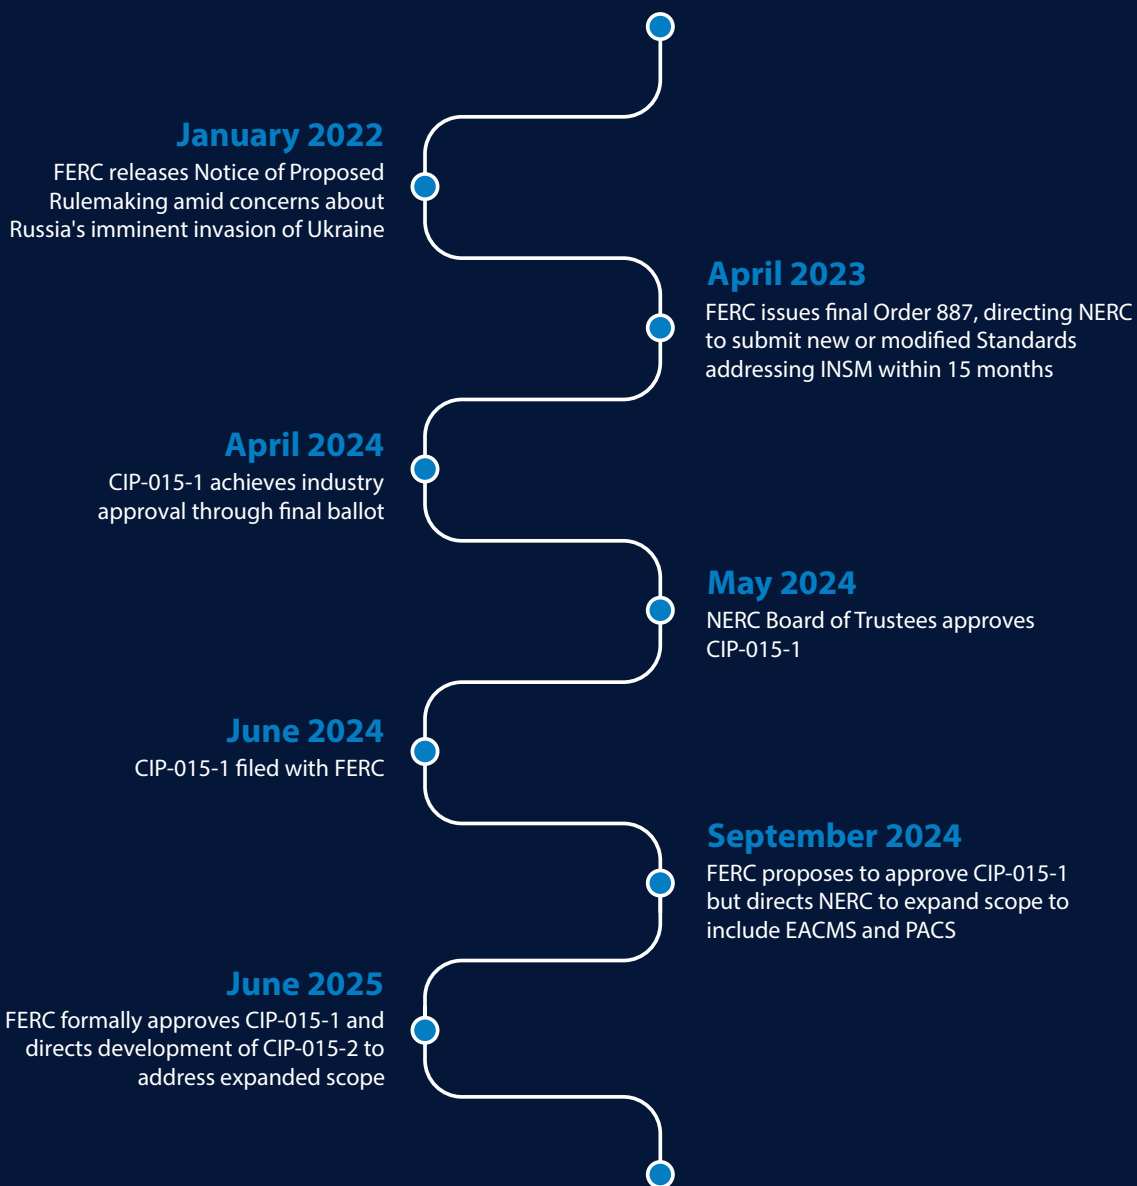 January 2022
FERC releases Notice of Proposed
Rulemaking amid concerns about
Russia's imminent invasion of Ukraine
April 2023
FERC issues final Order 887, directing NERC
to submit new or modified Standards
addressing INSM within 15 months
April 2024
CIP-015-1 achieves industry
approval through final ballot
May 2024
NERC Board of Trustees approves
CIP-015-1
June 2024
CIP-015-1 filed with FERC
September 2024
FERC proposes to approve CIP-015-1
but directs NERC to expand scope to
include EACMS and PACS
June 2025
FERC formally approves CIP-015-1 and
directs development of CIP-015-2 to
address expanded scope